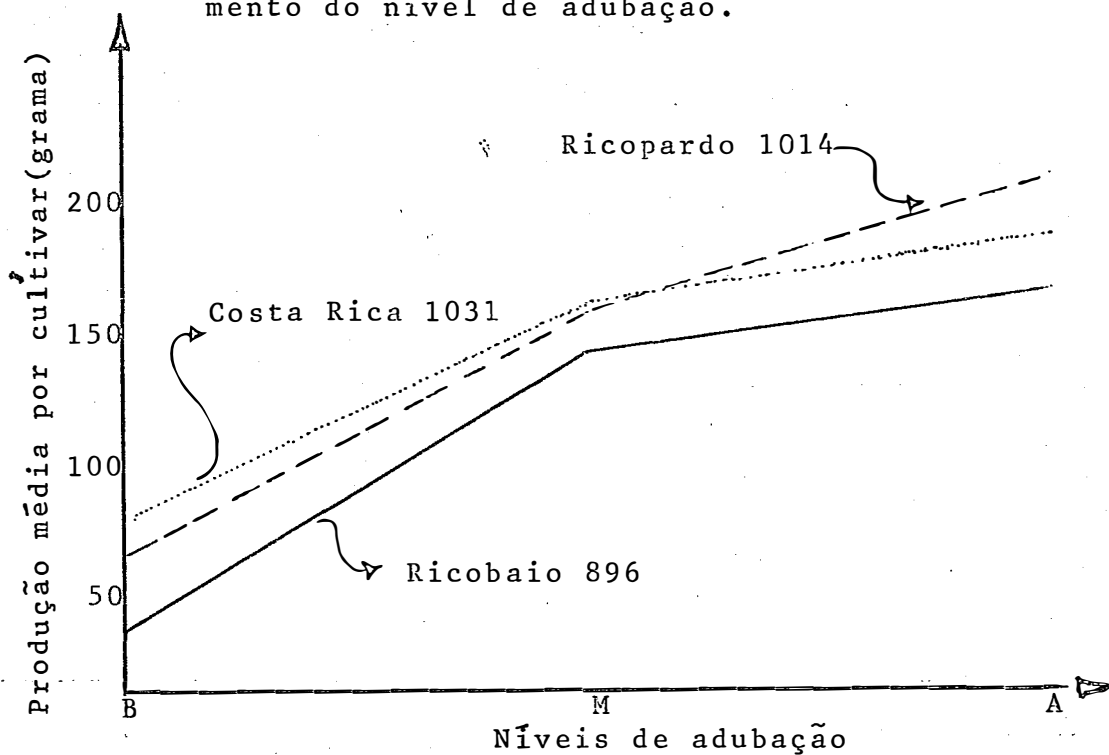 mento do nível de adubação.
Produção média por cultivar(grama)
Ricopardo 1014
200
Costa Rica 1031
150
100
Ricobaio 896
50
B
M
A
Níveis de adubação